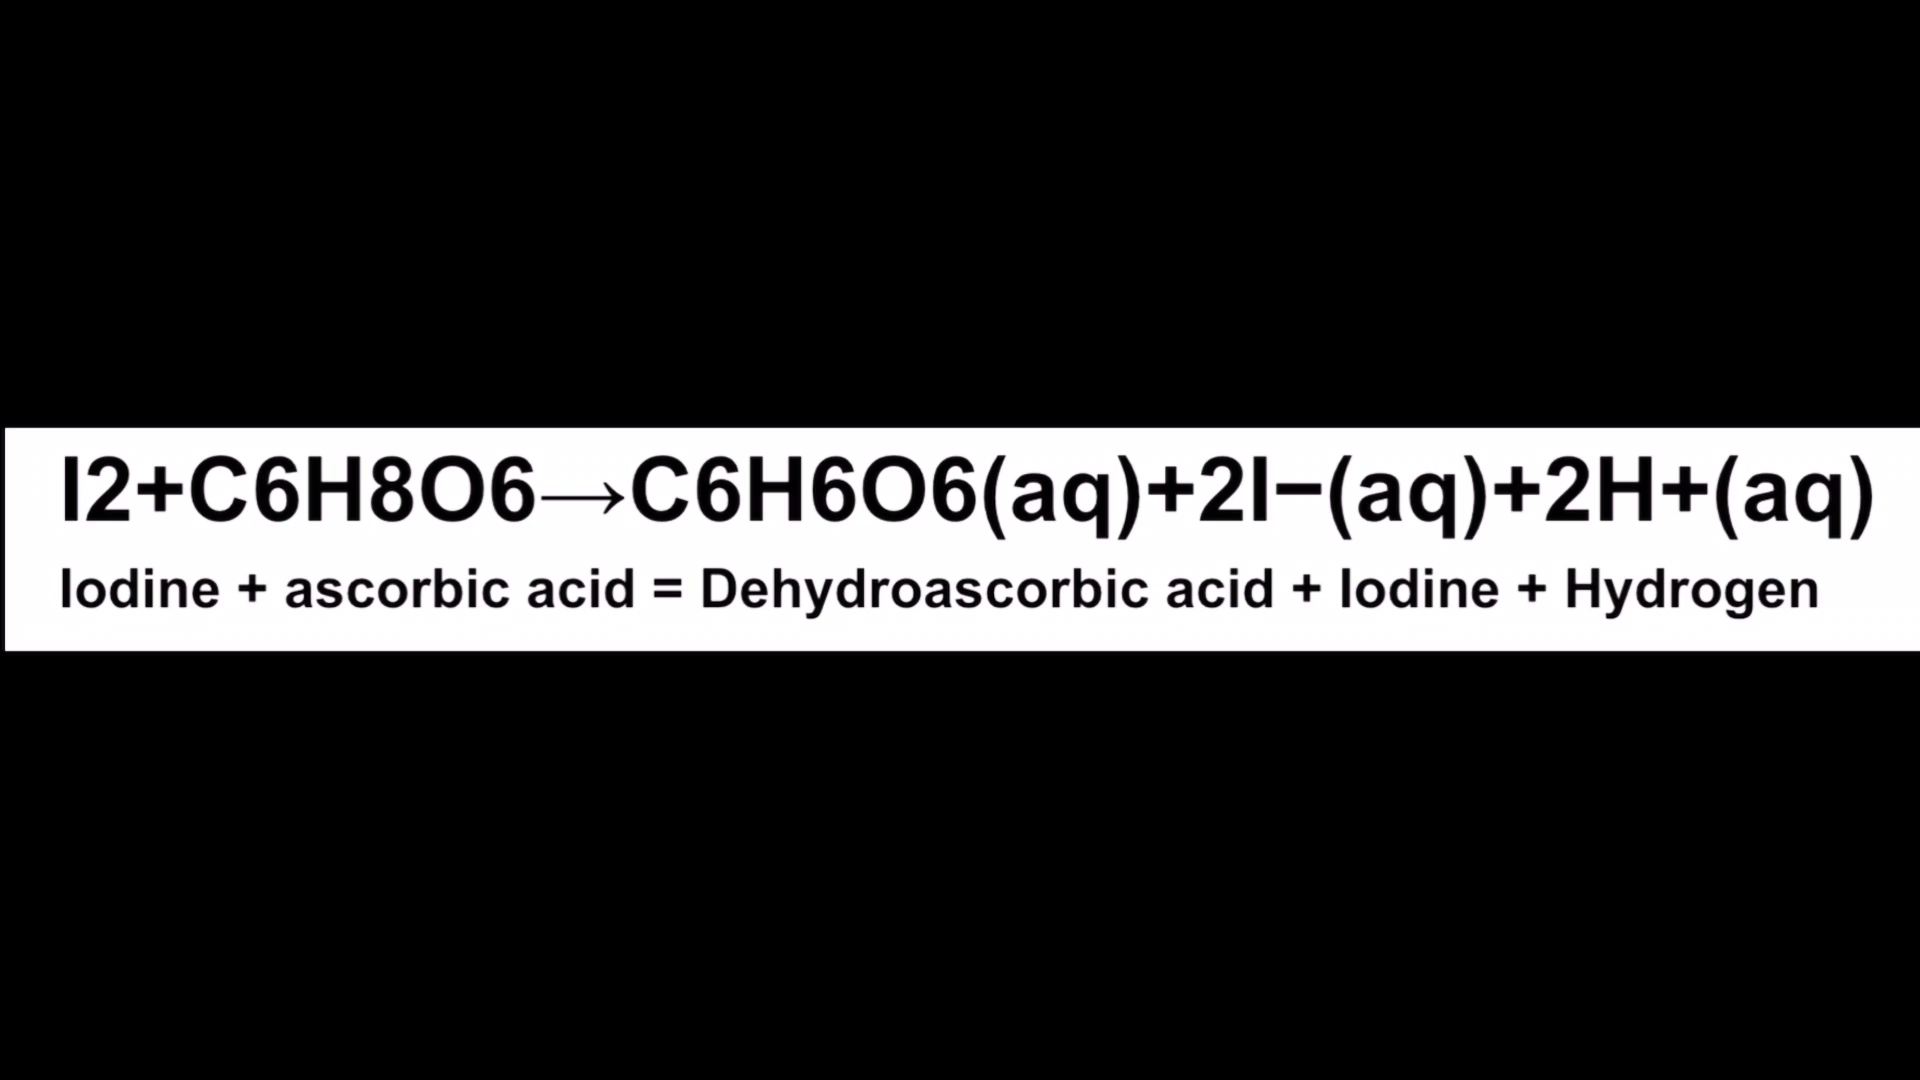 I2+C6H8O6→C6H6O6(aq)+2I−(aq)+2H+(aq)
Iodine + ascorbic acid = Dehydroascorbic acid + Iodine + Hydrogen